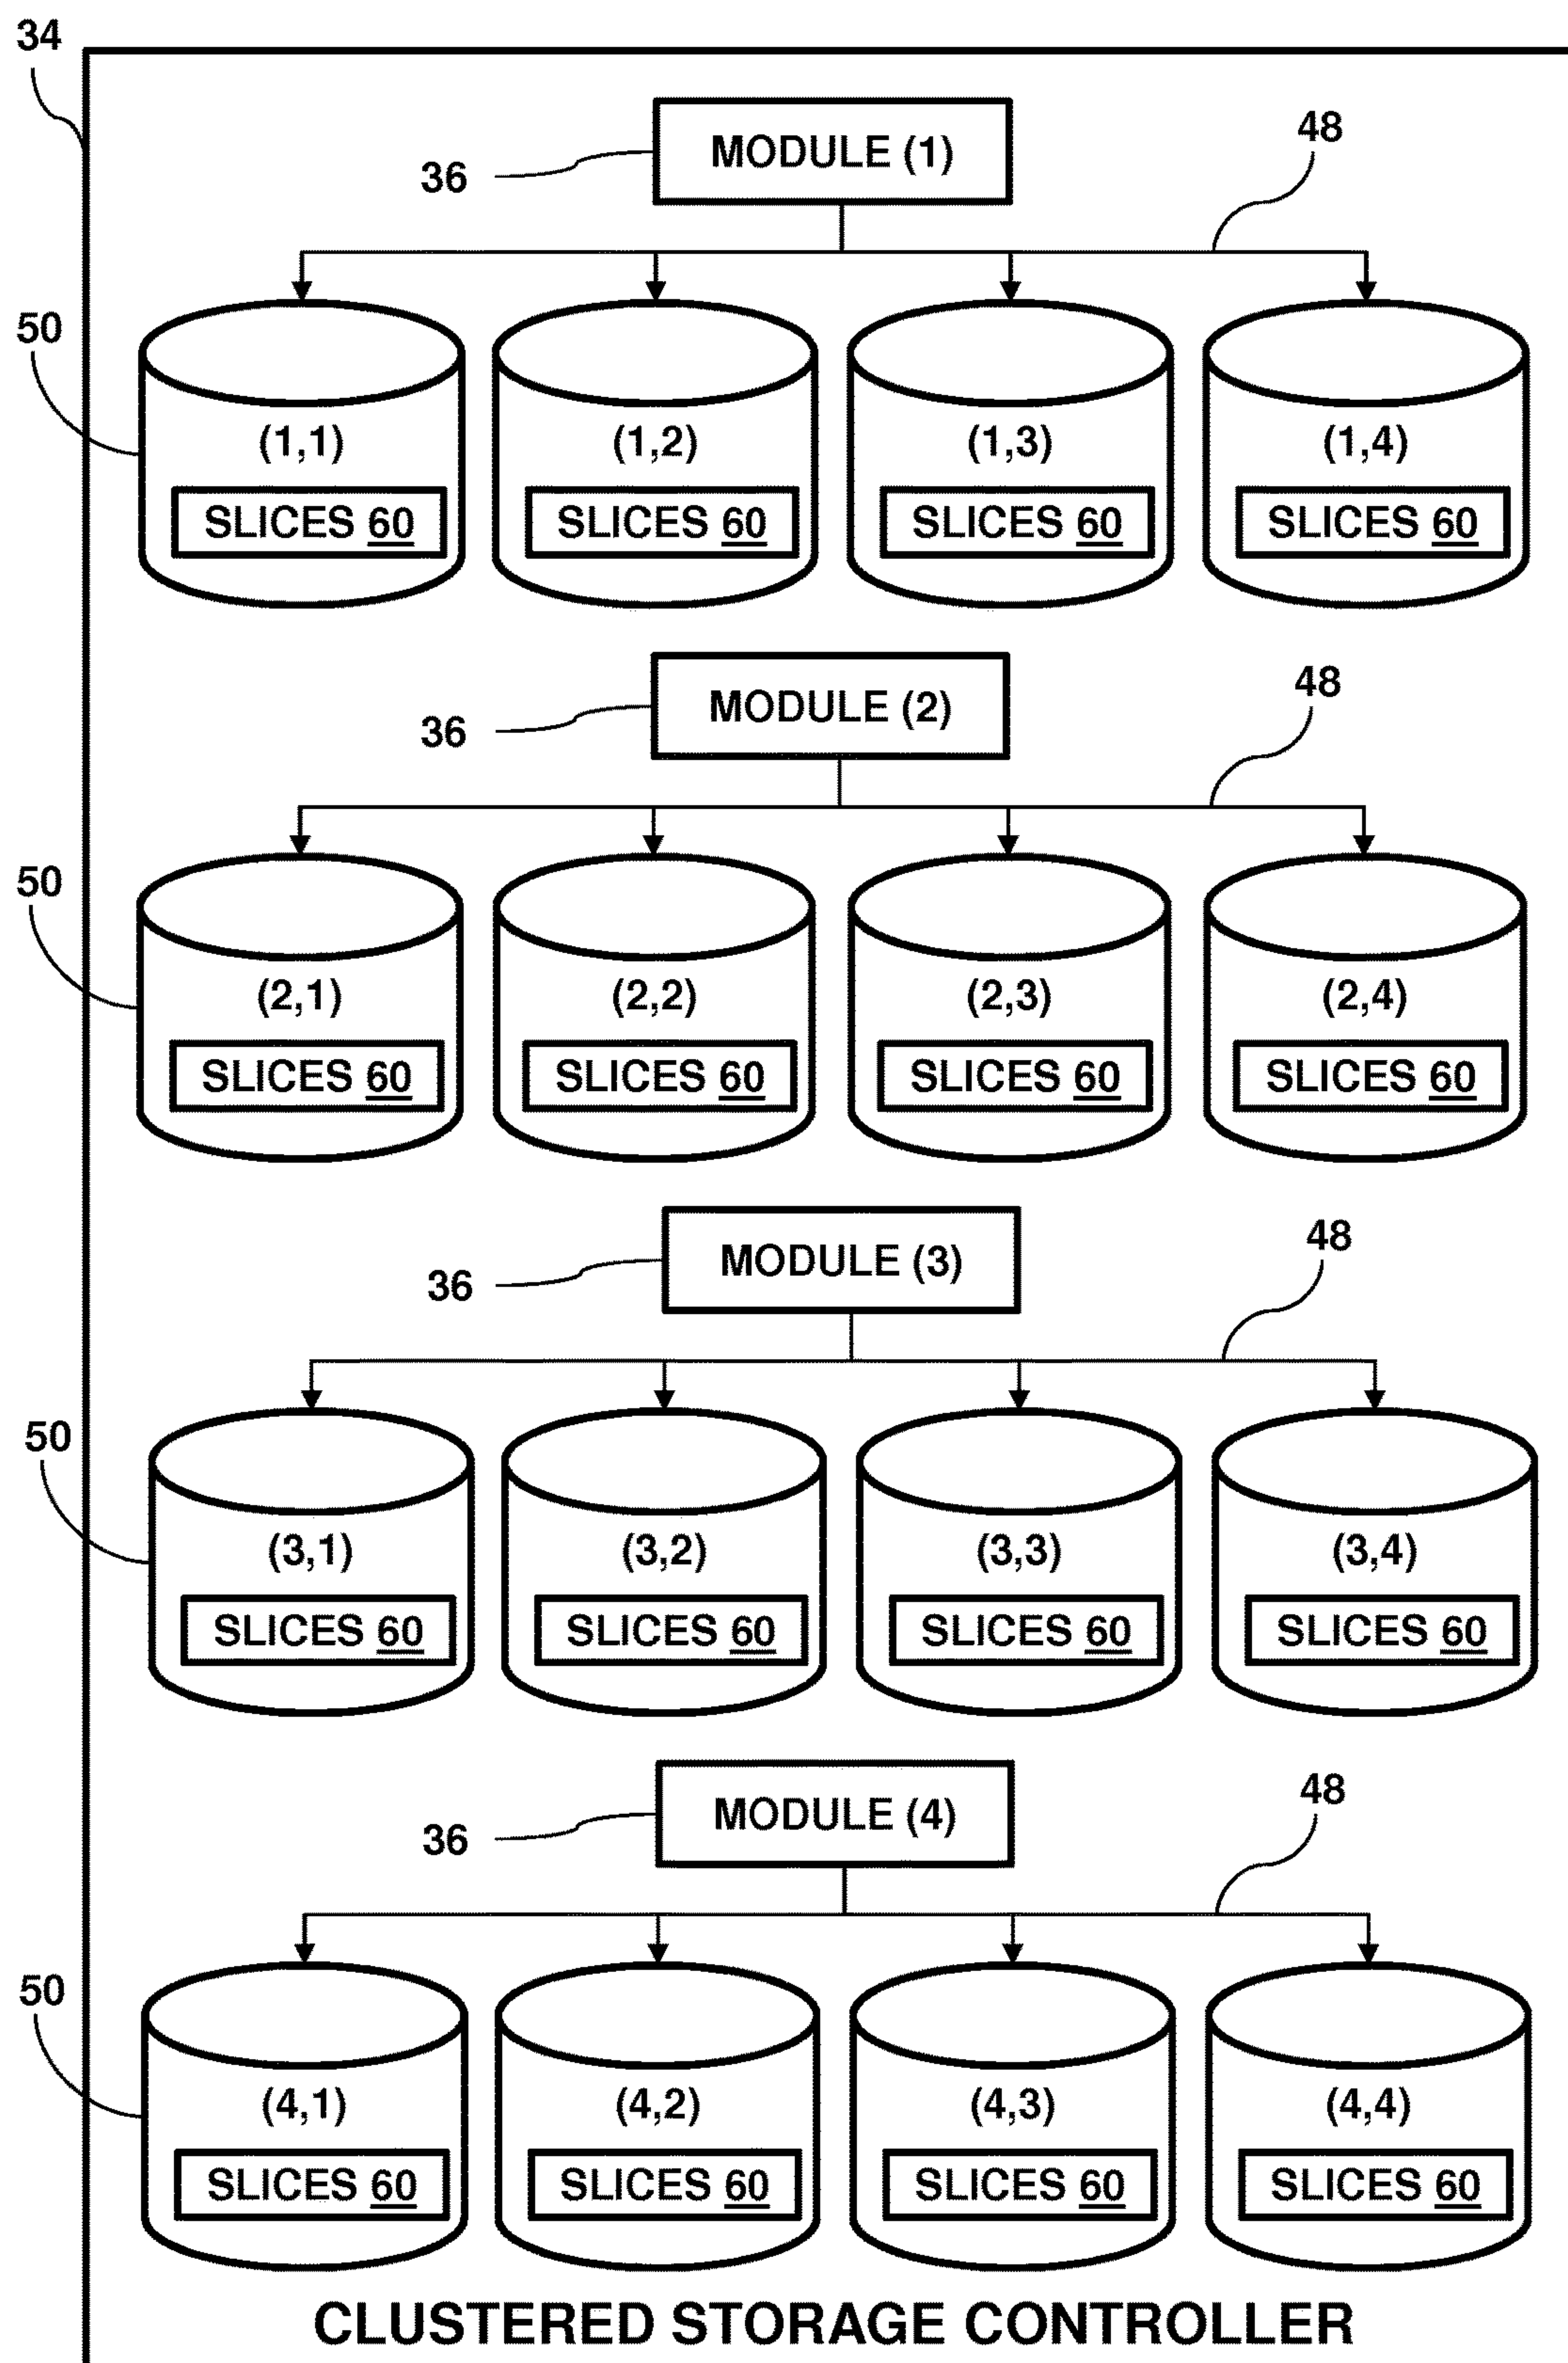 34
MODULE (1)
48
36
50
(1,1) (1,2) (1,3) (1,4)
SLICES 60 SLICES 60 SLICES 60 SLICES 60
MODULE (2)
48
36
50
(2,1) (2,2) (2,3) (2,4)
SLICES 60 SLICES 60 SLICES 60 SLICES 60
MODULE (3)
48
36
50
(3,1) (3,2) (3,3) (3,4)
SLICES 60 SLICES 60 SLICES 60 SLICES 60
MODULE (4)
48
36
50
(4,1) (4,2) (4,3) (4,4)
SLICES 60 SLICES 60 SLICES 60 SLICES 60
CLUSTERED STORAGE CONTROLLER